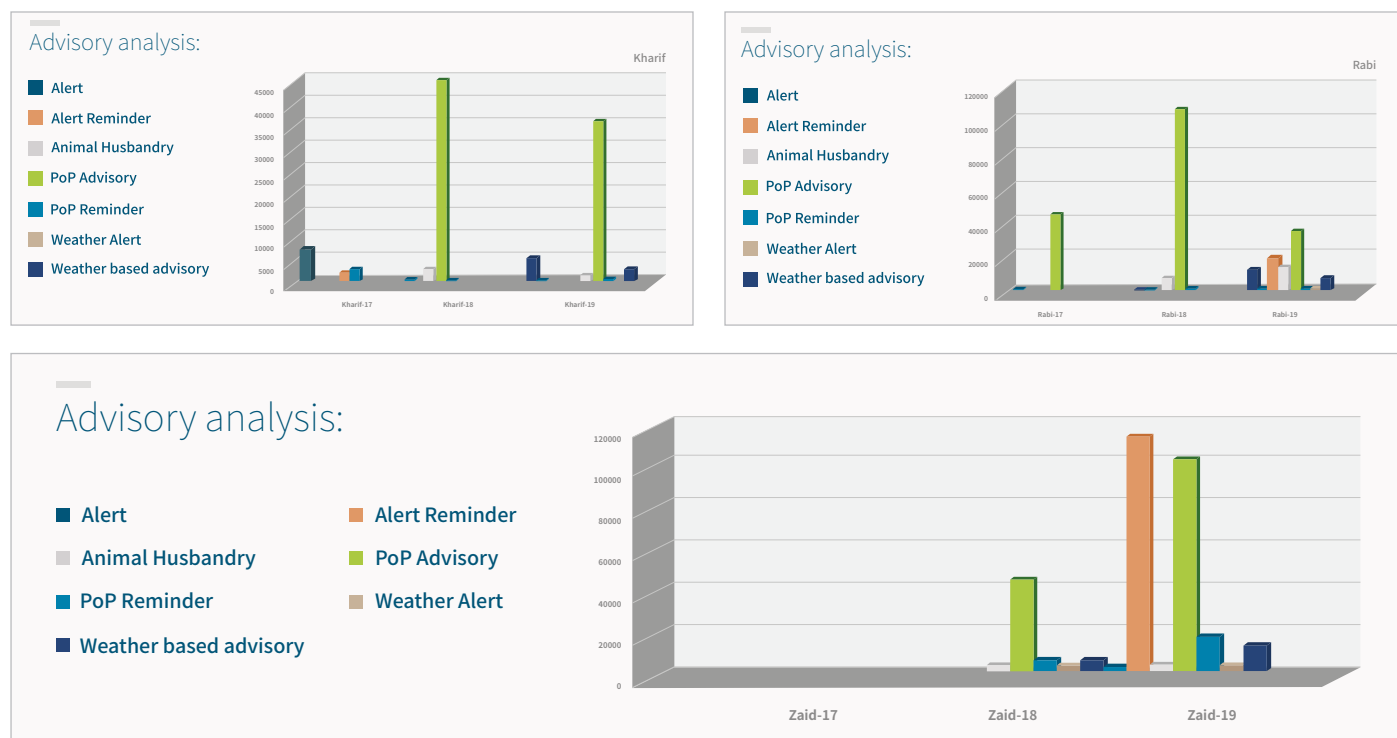 Advisory analysis:
Kharif
Alert
Alert Reminder
Animal Husbandry
PoP Advisory
PoP Reminder
Weather Alert
Weather based advisory
45000
40000
35000
30000
25000
20000
15000
10000
5000
0
Kharif-17 Kharif-18 Kharif-19
Advisory analysis:
Rabi
Alert
Alert Reminder
Animal Husbandry
PoP Advisory
PoP Reminder
Weather Alert
Weather based advisory
120000
100000
80000
60000
40000
20000
0
Rabi-17 Rabi-18 Rabi-19
Advisory analysis:
Alert Alert Reminder
Animal Husbandry PoP Advisory
PoP Reminder Weather Alert
Weather based advisory
120000
100000
80000
60000
40000
20000
0
Zaid-17 Zaid-18 Zaid-19